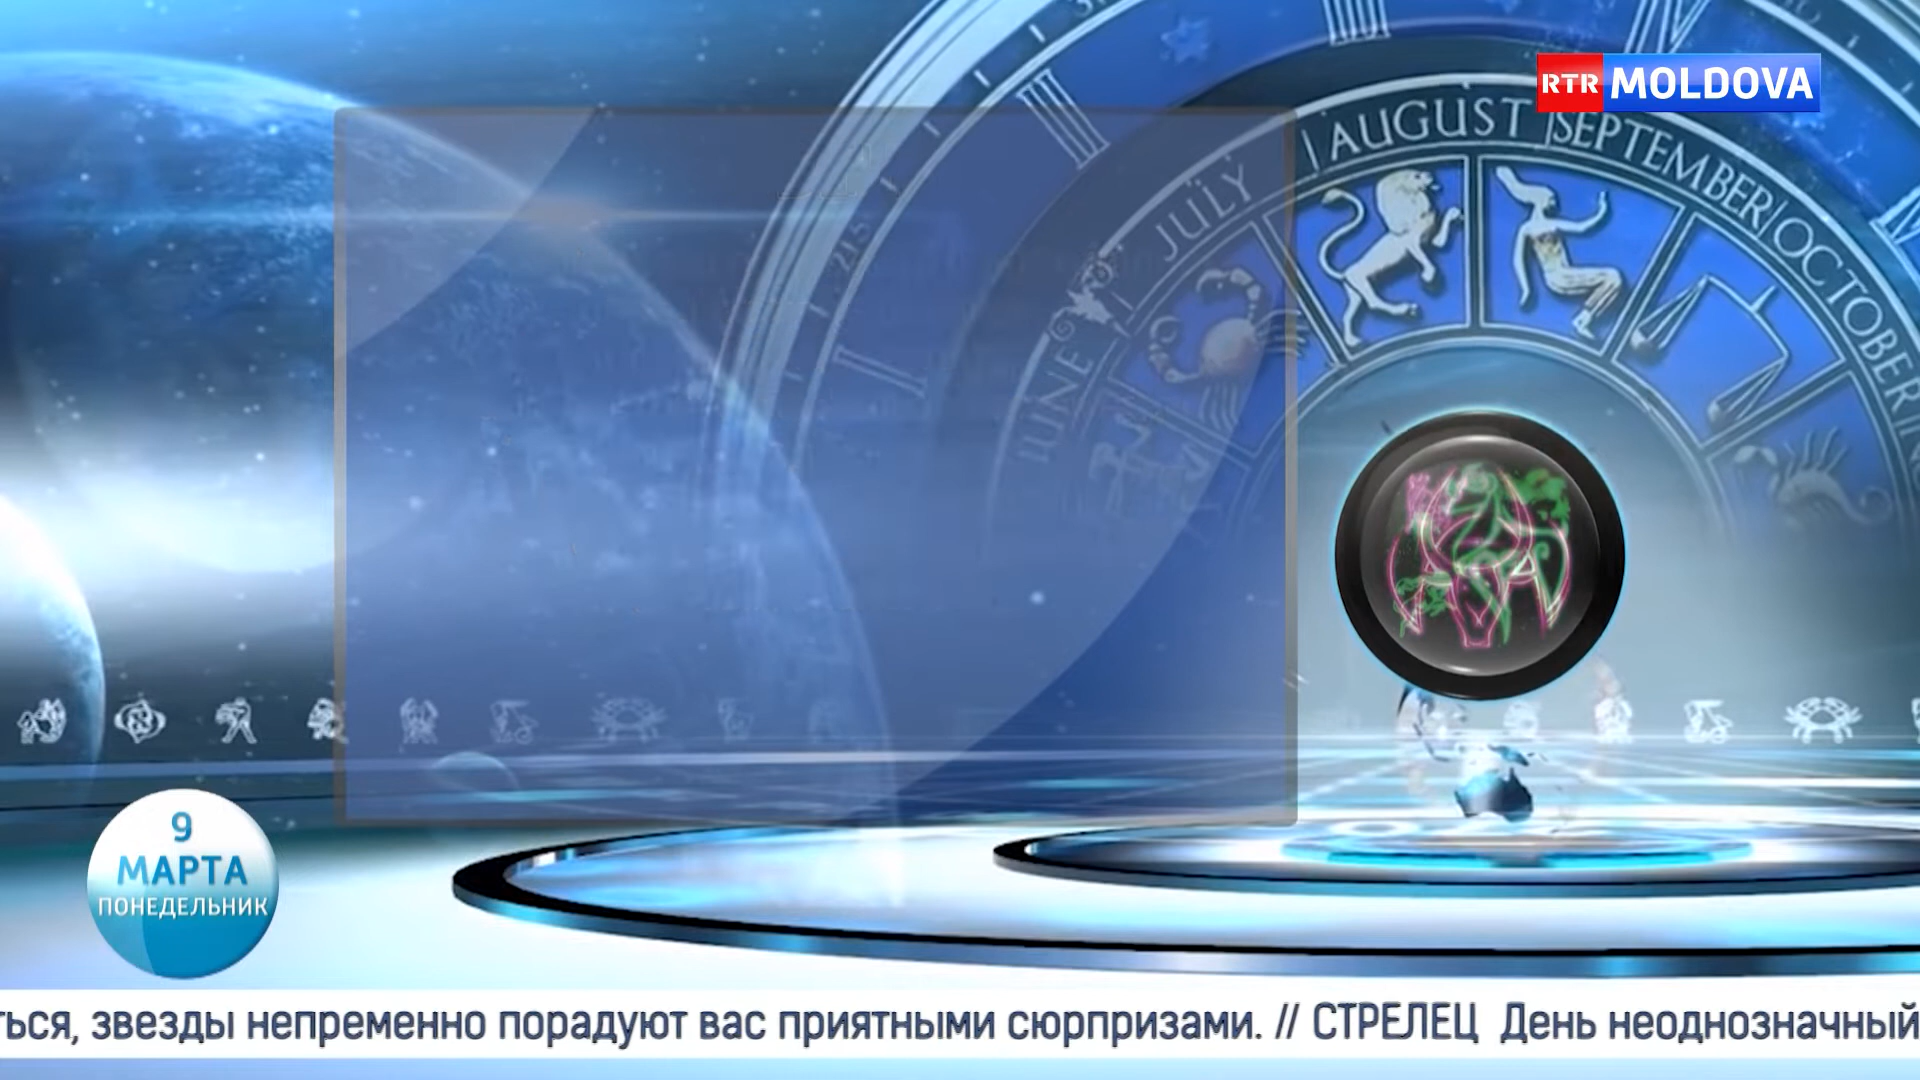 RTR MOLDOVA
AUGUST
SEPTEMBER
JULY
OCTOBER
JUNE
9
МАРТА
ПОНЕДЕЛЬНИК
ться, звезды непременно порадуют вас приятными сюрпризами. // СТРЕЛЕЦ День неоднозначный